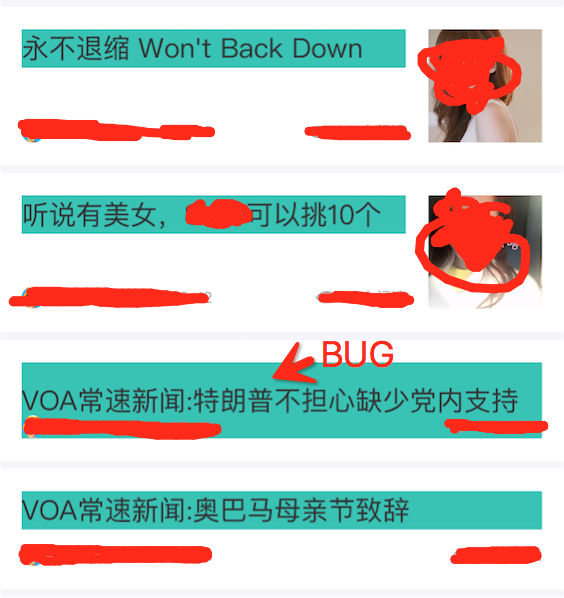 永不退缩 Won't Back Down
听说有美女，
可以挑10个
BUG
VOA常速新闻:特朗普不担心缺少党内支持
VOA常速新闻:奥巴马母亲节致辞